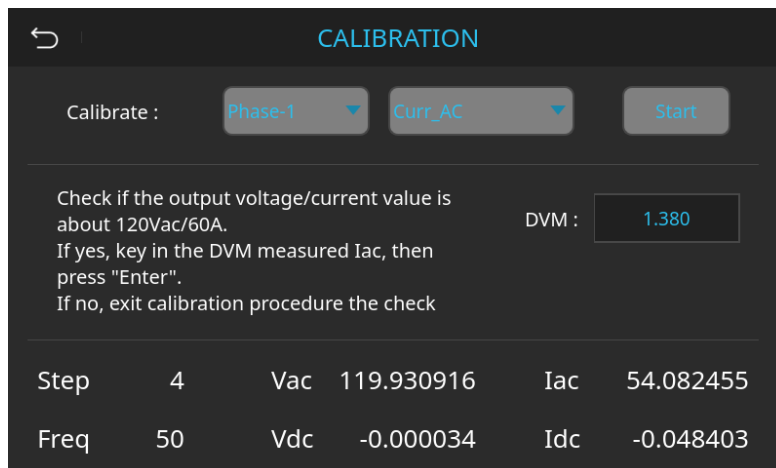 CALIBRATION
Calibrate : Phase-1 Curr_AC Start
Check if the output voltage/current value is
about 120Vac/60A.
If yes, key in the DVM measured Iac, then
press "Enter".
If no, exit calibration procedure the check
DVM : 1.380
Step 4 Vac 119.930916 Iac 54.082455
Freq 50 Vdc -0.000034 Idc -0.048403